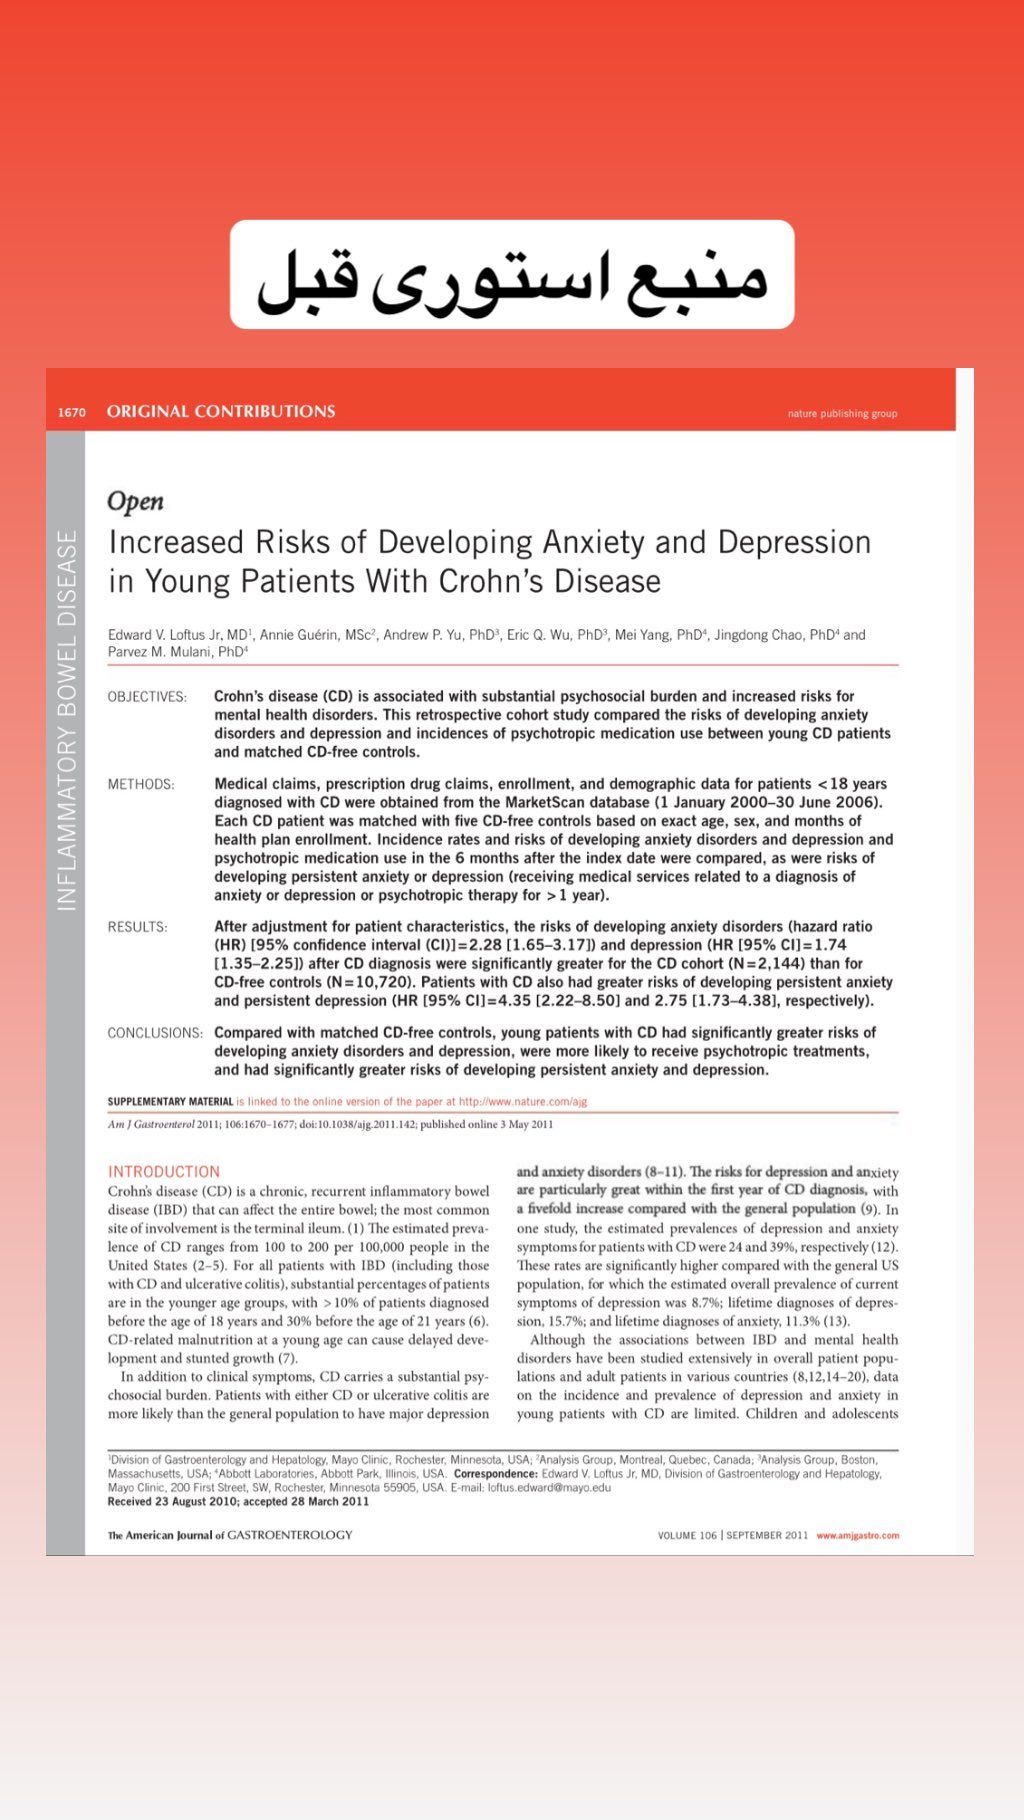 منبع استوری قبل
1670 ORIGINAL CONTRIBUTIONS nature publishing group
INFLAMMATORY BOWEL DISEASE
Open
Increased Risks of Developing Anxiety and Depression
in Young Patients With Crohn’s Disease
Edward V. Loftus Jr, MD¹, Annie Guérin, MSc², Andrew P. Yu, PhD³, Eric Q. Wu, PhD³, Mei Yang, PhD⁴, Jingdong Chao, PhD⁴ and
Parvez M. Mulani, PhD⁴
OBJECTIVES: Crohn’s disease (CD) is associated with substantial psychosocial burden and increased risks for
mental health disorders. This retrospective cohort study compared the risks of developing anxiety
disorders and depression and incidences of psychotropic medication use between young CD patients
and matched CD-free controls.
METHODS: Medical claims, prescription drug claims, enrollment, and demographic data for patients <18 years
diagnosed with CD were obtained from the MarketScan database (1 January 2000–30 June 2006).
Each CD patient was matched with five CD-free controls based on exact age, sex, and months of
health plan enrollment. Incidence rates and risks of developing anxiety disorders and depression and
psychotropic medication use in the 6 months after the index date were compared, as were risks of
developing persistent anxiety or depression (receiving medical services related to a diagnosis of
anxiety or depression or psychotropic therapy for >1 year).
RESULTS: After adjustment for patient characteristics, the risks of developing anxiety disorders (hazard ratio
(HR) [95% confidence interval (CI)]=2.28 [1.65–3.17]) and depression (HR [95% CI]=1.74
[1.35–2.25]) after CD diagnosis were significantly greater for the CD cohort (N=2,144) than for
CD-free controls (N=10,720). Patients with CD also had greater risks of developing persistent anxiety
and persistent depression (HR [95% CI]=4.35 [2.22–8.50] and 2.75 [1.73–4.38], respectively).
CONCLUSIONS: Compared with matched CD-free controls, young patients with CD had significantly greater risks of
developing anxiety disorders and depression, were more likely to receive psychotropic treatments,
and had significantly greater risks of developing persistent anxiety and depression.
SUPPLEMENTARY MATERIAL is linked to the online version of the paper at http://www.nature.com/ajg
Am J Gastroenterol 2011; 106:1670–1677; doi:10.1038/ajg.2011.142; published online 3 May 2011
INTRODUCTION
Crohn’s disease (CD) is a chronic, recurrent inflammatory bowel
disease (IBD) that can affect the entire bowel; the most common
site of involvement is the terminal ileum. (1) The estimated preva-
lence of CD ranges from 100 to 200 per 100,000 people in the
United States (2–5). For all patients with IBD (including those
with CD and ulcerative colitis), substantial percentages of patients
are in the younger age groups, with >10% of patients diagnosed
before the age of 18 years and 30% before the age of 21 years (6).
CD-related malnutrition at a young age can cause delayed deve-
lopment and stunted growth (7).
In addition to clinical symptoms, CD carries a substantial psy-
chosocial burden. Patients with either CD or ulcerative colitis are
more likely than the general population to have major depression
and anxiety disorders (8–11). The risks for depression and anxiety
are particularly great within the first year of CD diagnosis, with
a fivefold increase compared with the general population (9). In
one study, the estimated prevalences of depression and anxiety
symptoms for patients with CD were 24 and 39%, respectively (12).
These rates are significantly higher compared with the general US
population, for which the estimated overall prevalence of current
symptoms of depression was 8.7%; lifetime diagnoses of depres-
sion, 15.7%; and lifetime diagnoses of anxiety, 11.3% (13).
Although the associations between IBD and mental health
disorders have been studied extensively in overall patient popu-
lations and adult patients in various countries (8,12,14–20), data
on the incidence and prevalence of depression and anxiety in
young patients with CD are limited. Children and adolescents
¹Division of Gastroenterology and Hepatology, Mayo Clinic, Rochester, Minnesota, USA; ²Analysis Group, Montreal, Quebec, Canada; ³Analysis Group, Boston,
Massachusetts, USA; ⁴Abbott Laboratories, Abbott Park, Illinois, USA. Correspondence: Edward V. Loftus Jr, MD, Division of Gastroenterology and Hepatology,
Mayo Clinic, 200 First Street, SW, Rochester, Minnesota 55905, USA. E-mail: loftus.edward@mayo.edu
Received 23 August 2010; accepted 28 March 2011
The American Journal of GASTROENTEROLOGY VOLUME 106 | SEPTEMBER 2011 www.amjgastro.com